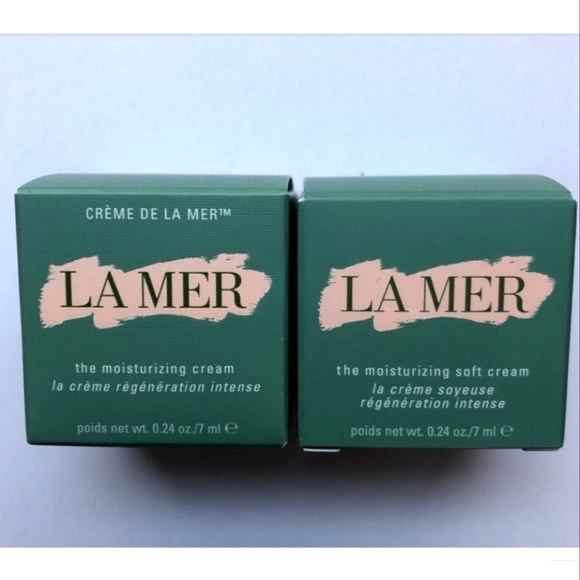 CRÈME DE LA MER™
LA MER
the moisturizing cream
la crème régénération intense
poids net wt. 0.24 oz./7 ml ℮
LA MER
the moisturizing soft cream
la crème soyeuse
régénération intense
poids net wt. 0.24 oz./7 ml ℮